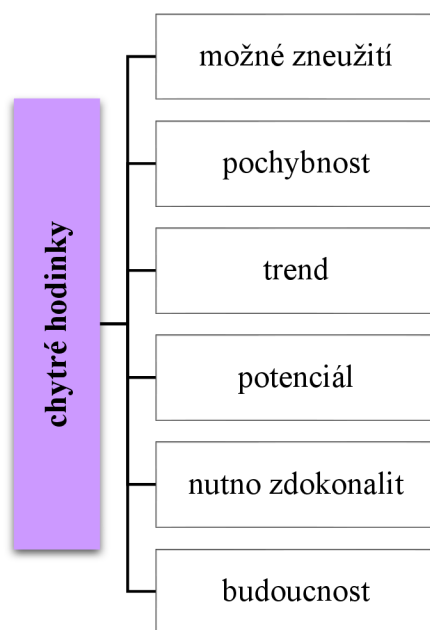 chytré hodinky
možné zneužití
pochybnost
trend
potenciál
nutno zdokonalit
budoucnost